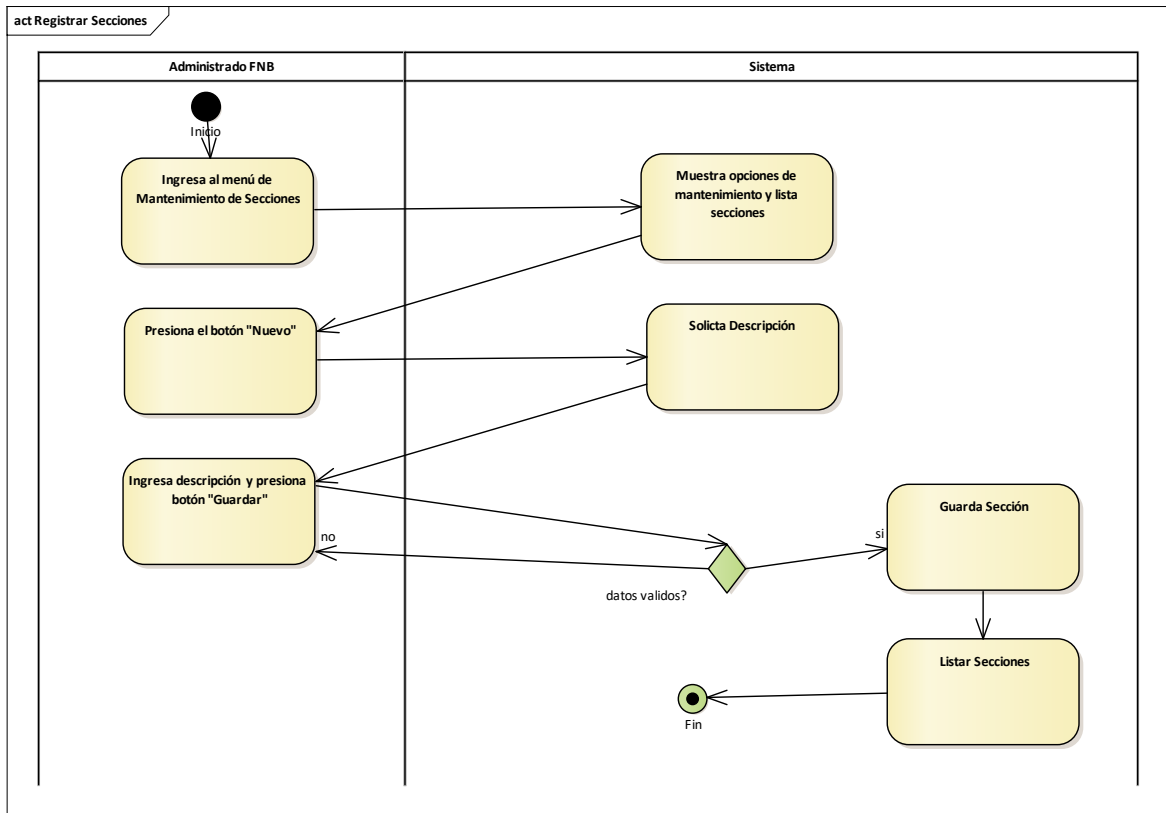 act Registrar Secciones
Administrado FNB
Sistema
Inicio
Ingresa al menú de
Mantenimiento de Secciones
Muestra opciones de
mantenimiento y lista
secciones
Presiona el botón "Nuevo"
Solicta Descripción
Ingresa descripción y presiona
botón "Guardar"
no
datos validos?
si
Guarda Sección
Listar Secciones
Fin